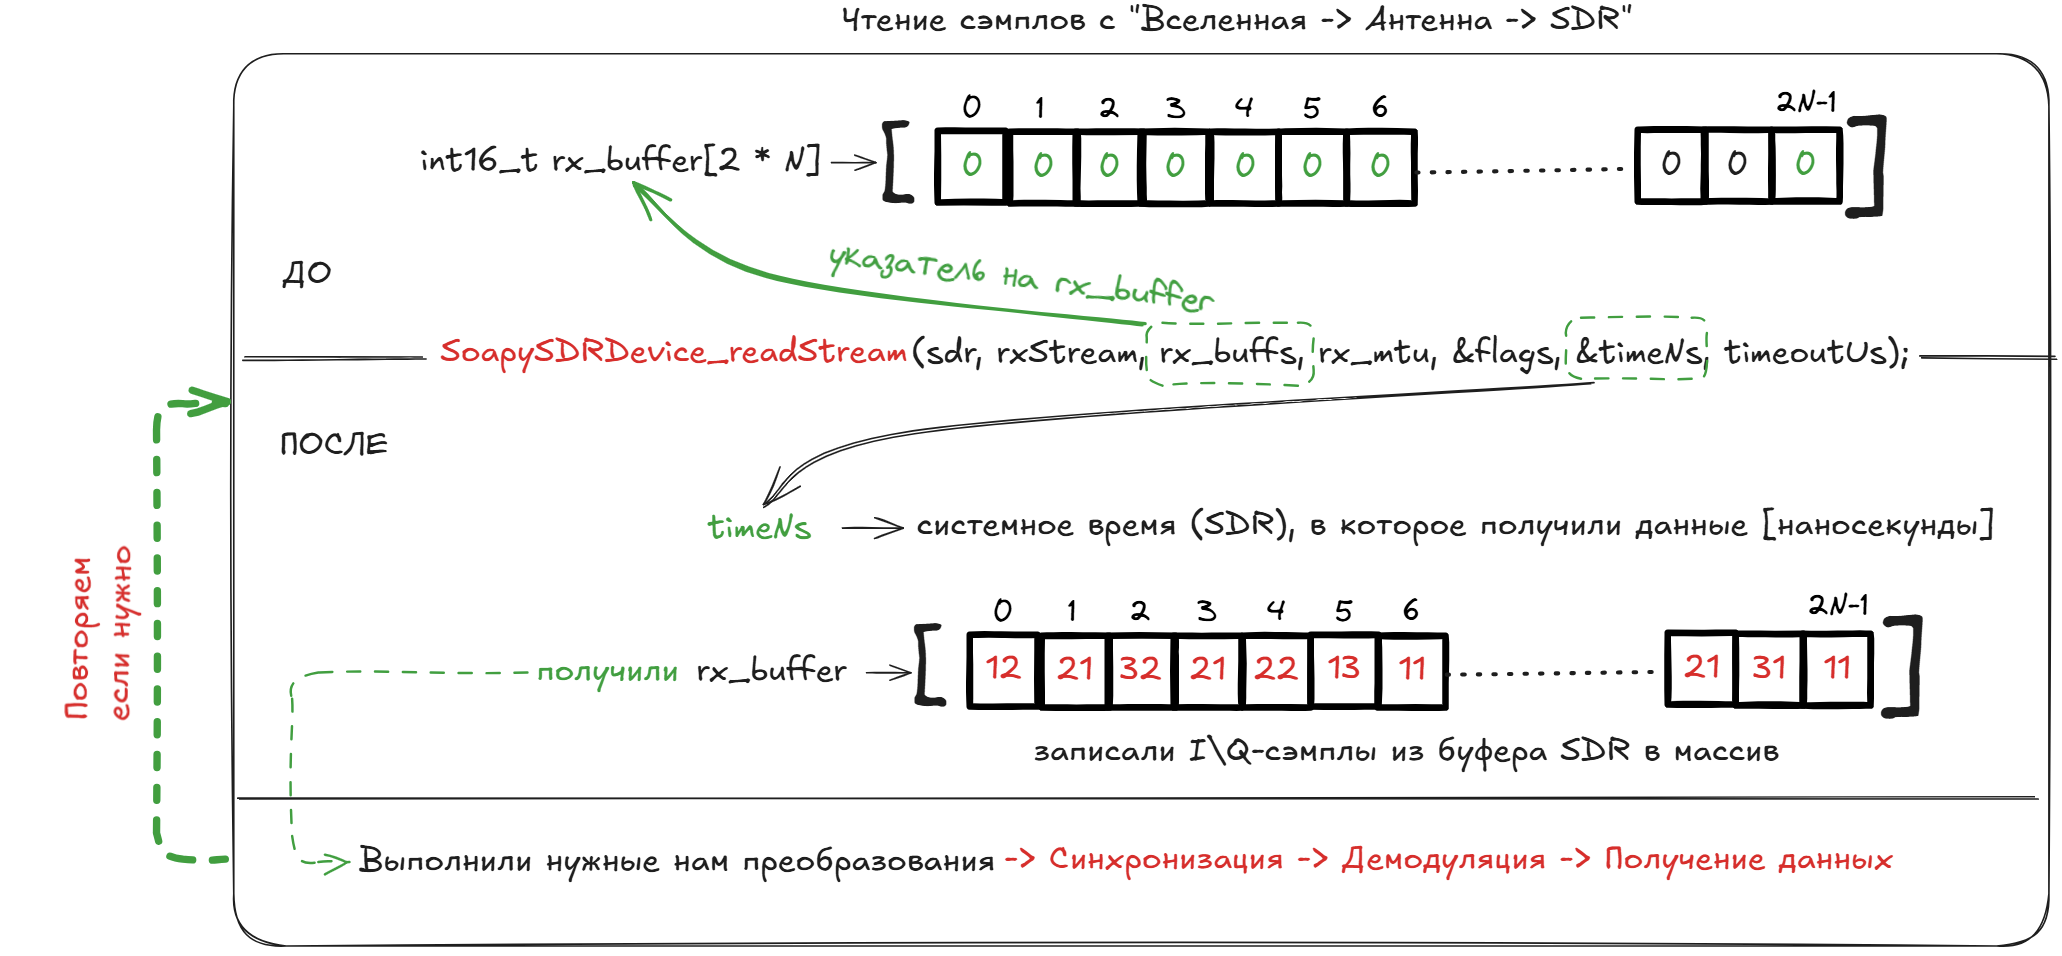 Чтение сэмплов с "Вселенная -> Антенна -> SDR"
0 1 2 3 4 5 6 2N-1
int16_t rx_buffer[2 * N] 0 0 0 0 0 0 0 0 0 0
указатель на rx_buffer
ДО
SoapySDRDevice_readStream(sdr, rxStream, rx_buffs, rx_mtu, &flags, &timeNs, timeoutUs);
ПОСЛЕ
timeNs системное время (SDR), в которое получили данные [наносекунды]
Повторяем
если нужно
0 1 2 3 4 5 6 2N-1
получили rx_buffer 12 21 32 21 22 13 11 21 31 11
записали I\Q-сэмплы из буфера SDR в массив
Выполнили нужные нам преобразования -> Синхронизация -> Демодуляция -> Получение данных